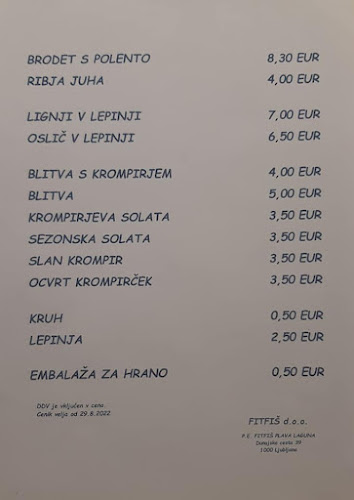 BRODET S POLENTO 8,30 EUR
RIBJA JUHA 4,00 EUR
LIGNJI V LEPINJI 7,00 EUR
OSLIČ V LEPINJI 6,50 EUR
BLITVA S KROMPIRJEM 4,00 EUR
BLITVA 5,00 EUR
KROMPIRJEVA SOLATA 3,50 EUR
SEZONSKA SOLATA 3,50 EUR
SLAN KROMPIR 3,50 EUR
OCVRT KROMPIRČEK 3,50 EUR
KRUH 0,50 EUR
LEPINJA 2,50 EUR
EMBALAŽA ZA HRANO 0,50 EUR
DDV je vključen v ceno.
Cenik velja od 29.8.2022
FITFIŠ d.o.o.
P.E. FITFIŠ PLAVA LAGUNA
Dunajska cesta
1000 Ljubljana